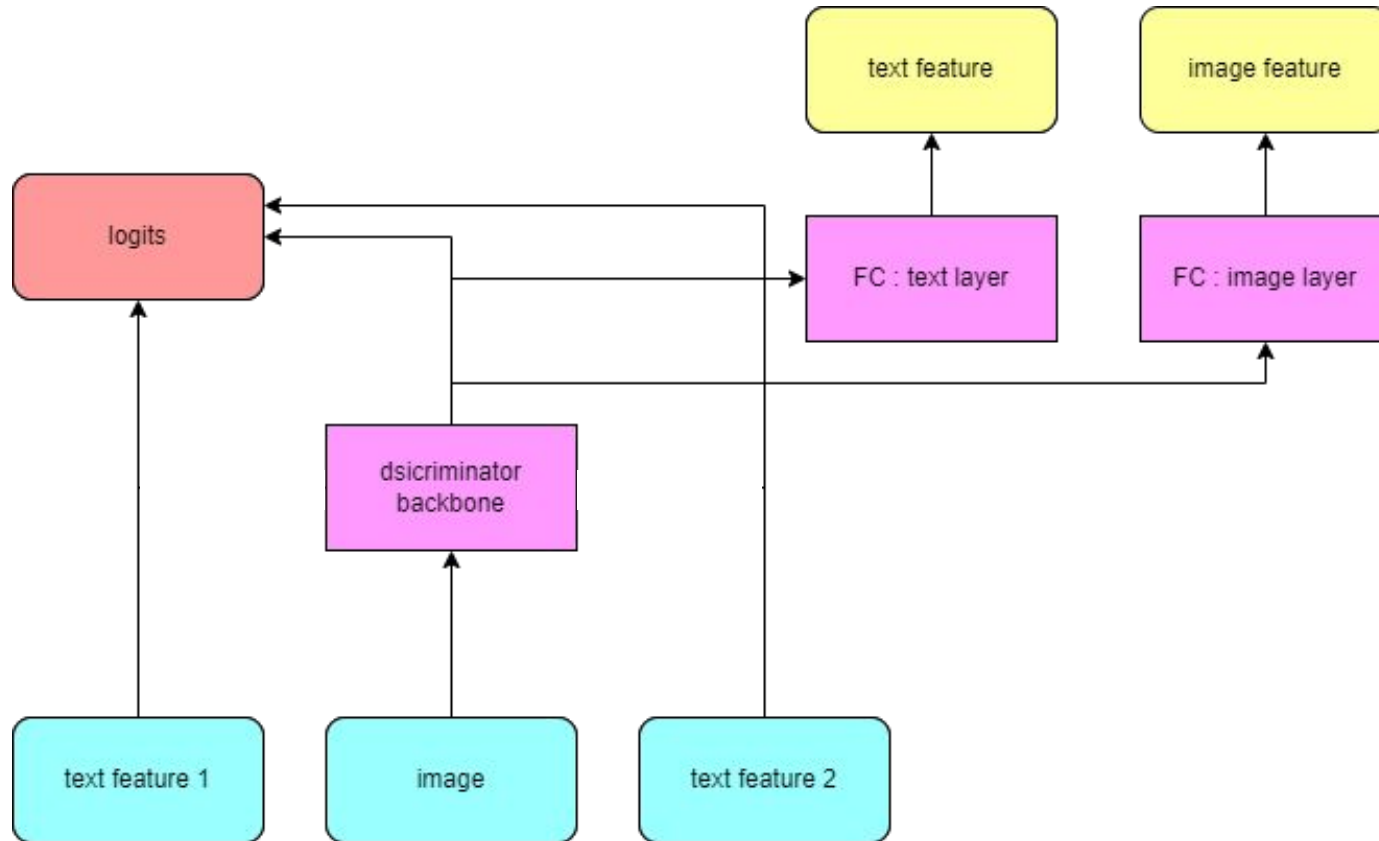 text feature
image feature
logits
FC : text layer
FC : image layer
dsicriminator
backbone
text feature 1
image
text feature 2